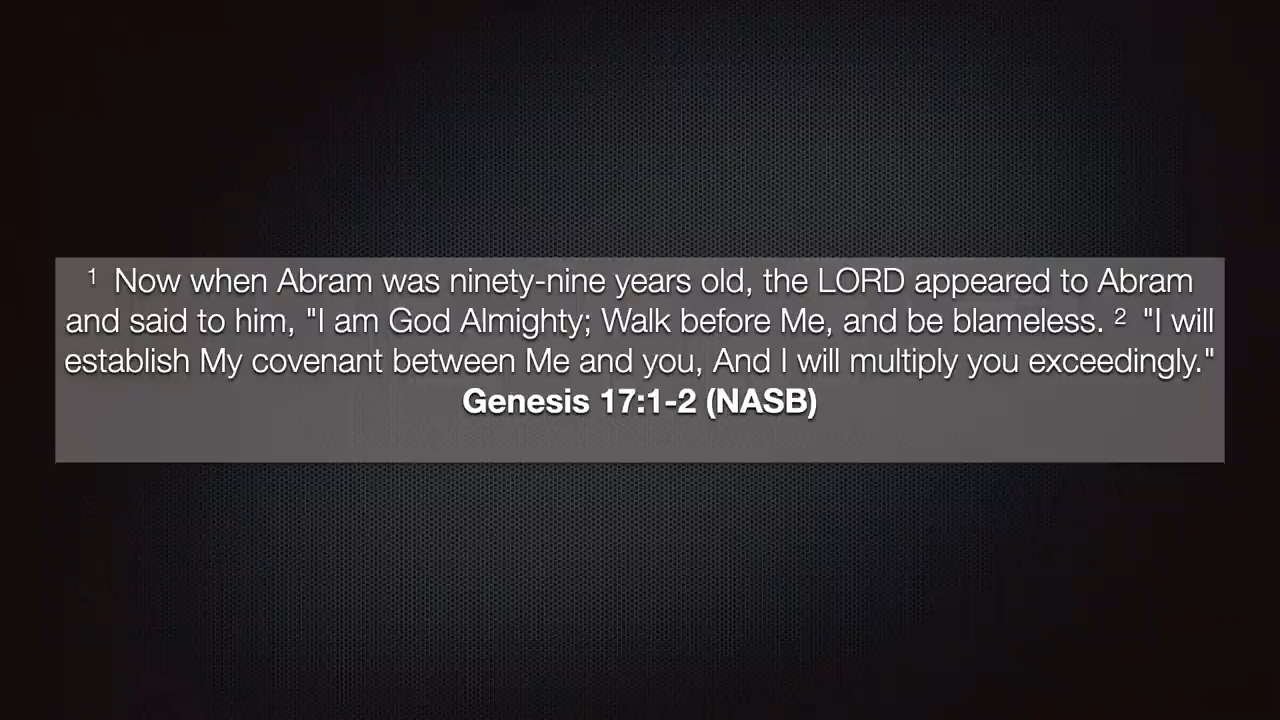 1 Now when Abram was ninety-nine years old, the LORD appeared to Abram
and said to him, "I am God Almighty; Walk before Me, and be blameless. 2 "I will
establish My covenant between Me and you, And I will multiply you exceedingly."
Genesis 17:1-2 (NASB)